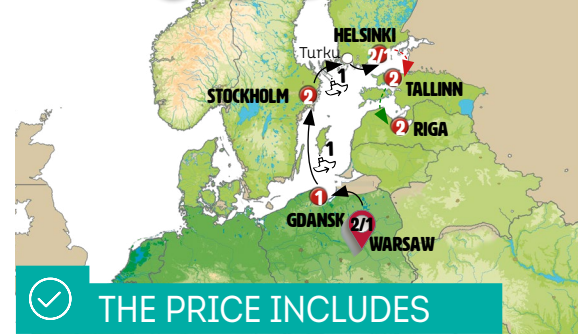 HELSINKI
Turku
2/1
1
2
TALLINN
STOCKHOLM
2
2
RIGA
1
1
GDANSK
2/1
WARSAW
THE PRICE INCLUDES